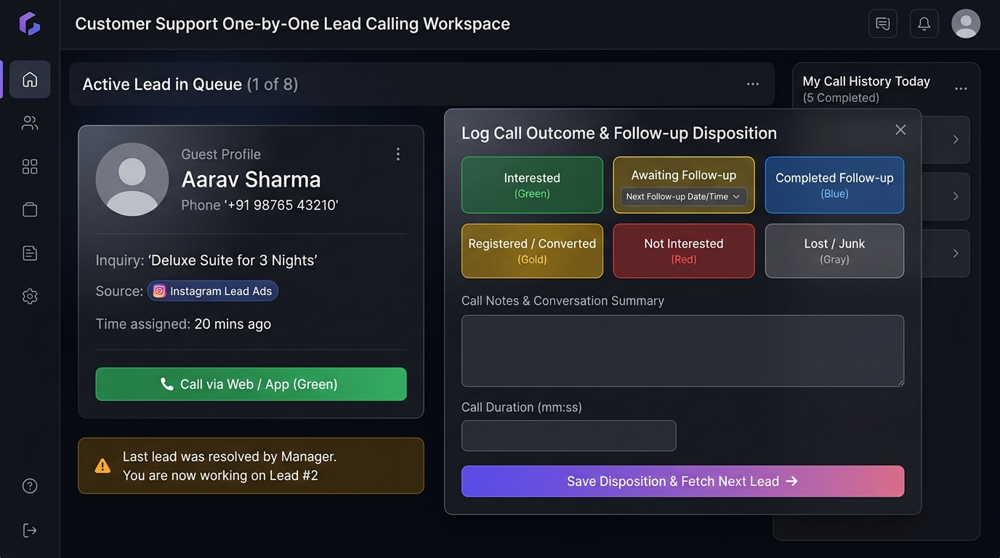 Customer Support One-by-One Lead Calling Workspace
Active Lead in Queue (1 of 8)
My Call History Today
(5 Completed)
Guest Profile
Aarav Sharma
Phone '+91 98765 43210'
Inquiry: ‘Deluxe Suite for 3 Nights’
Source: Instagram Lead Ads
Time assigned: 20 mins ago
Call via Web / App (Green)
Last lead was resolved by Manager.
You are now working on Lead #2
Log Call Outcome & Follow-up Disposition
Interested
(Green)
Awaiting Follow-up
Next Follow-up Date/Time
Completed Follow-up
(Blue)
Registered / Converted
(Gold)
Not Interested
(Red)
Lost / Junk
(Gray)
Call Notes & Conversation Summary
Call Duration (mm:ss)
Save Disposition & Fetch Next Lead →